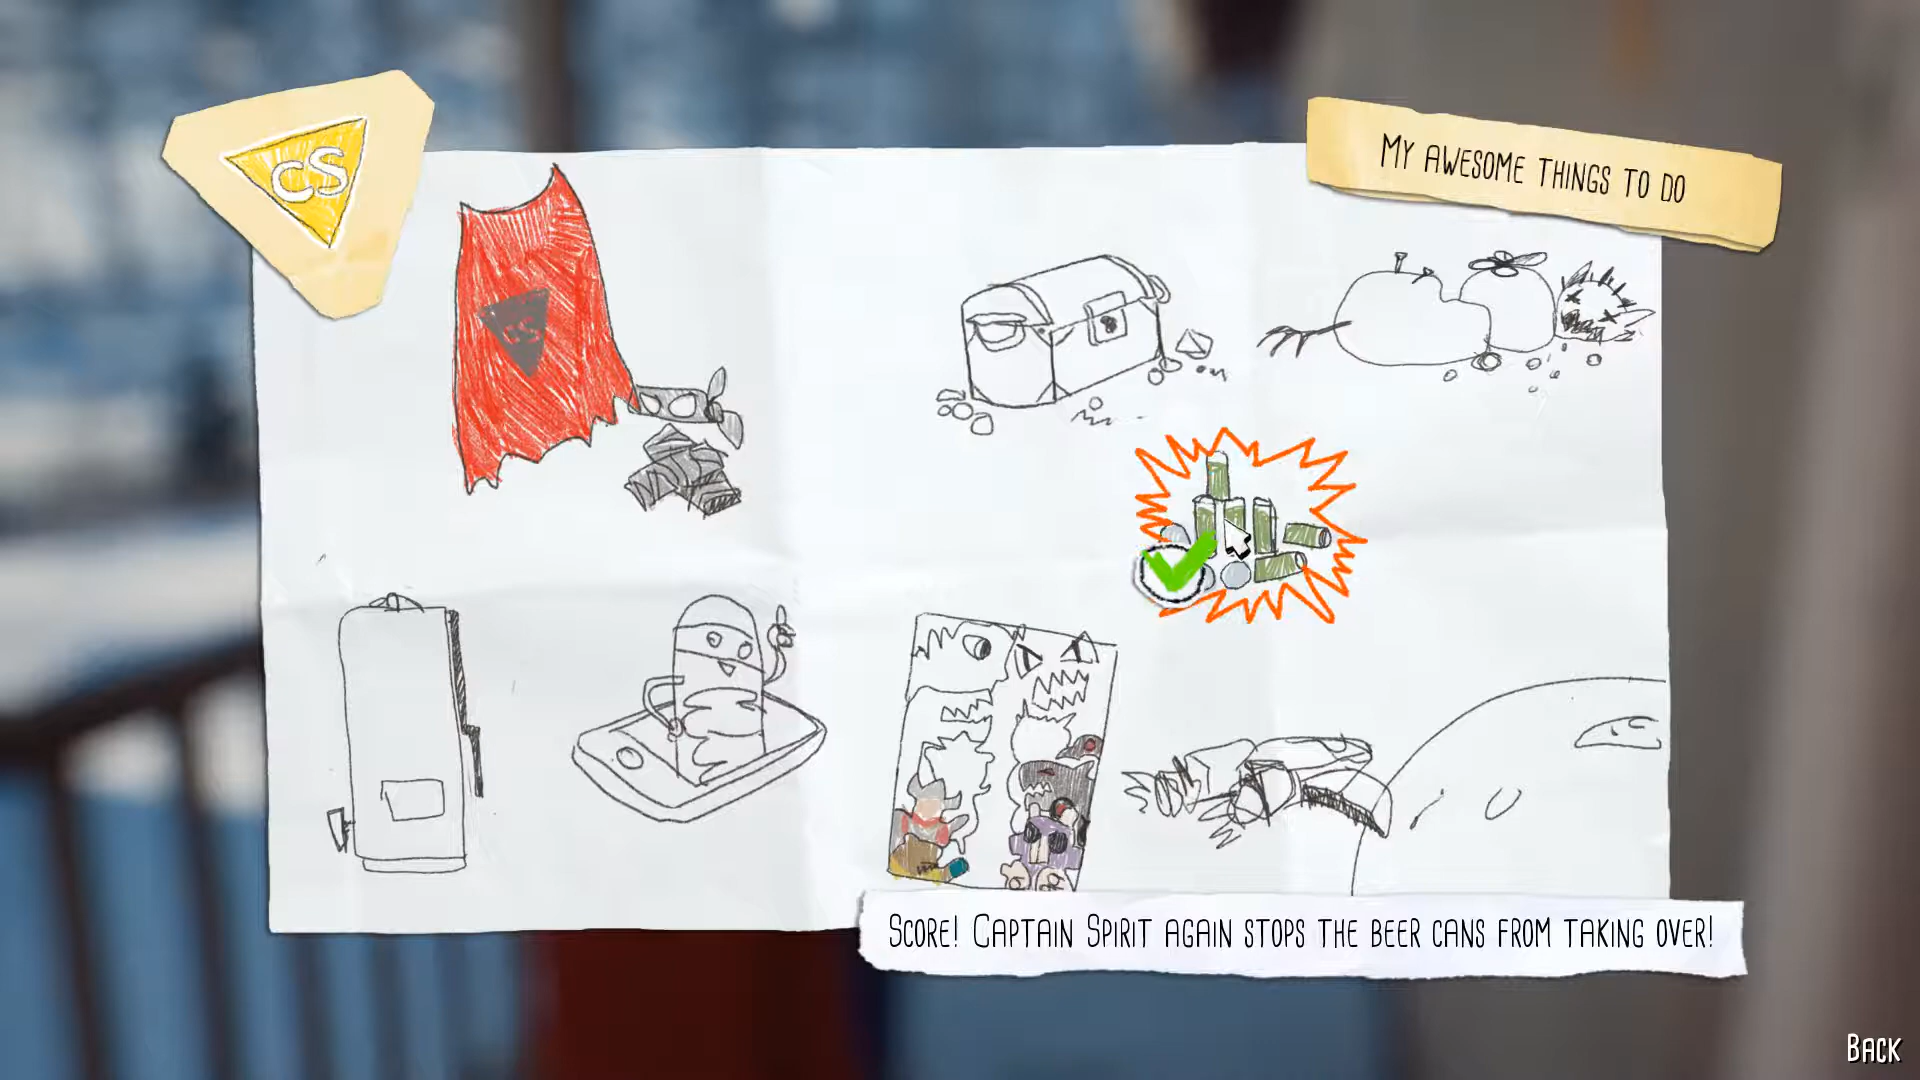 CS
MY AWESOME THINGS TO DO
CS
SCORE! CAPTAIN SPIRIT AGAIN STOPS THE BEER CANS FROM TAKING OVER!
BACK